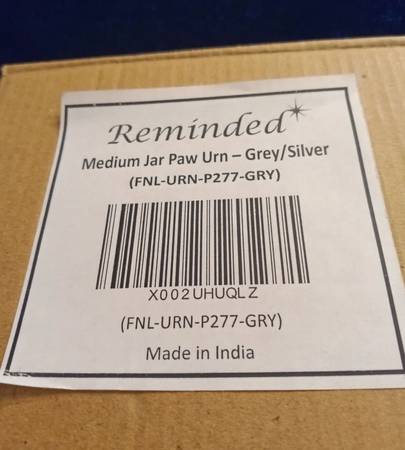 Reminded
Medium Jar Paw Urn – Grey/Silver
(FNL-URN-P277-GRY)
X002UHUQLZ
(FNL-URN-P277-GRY)
Made in India